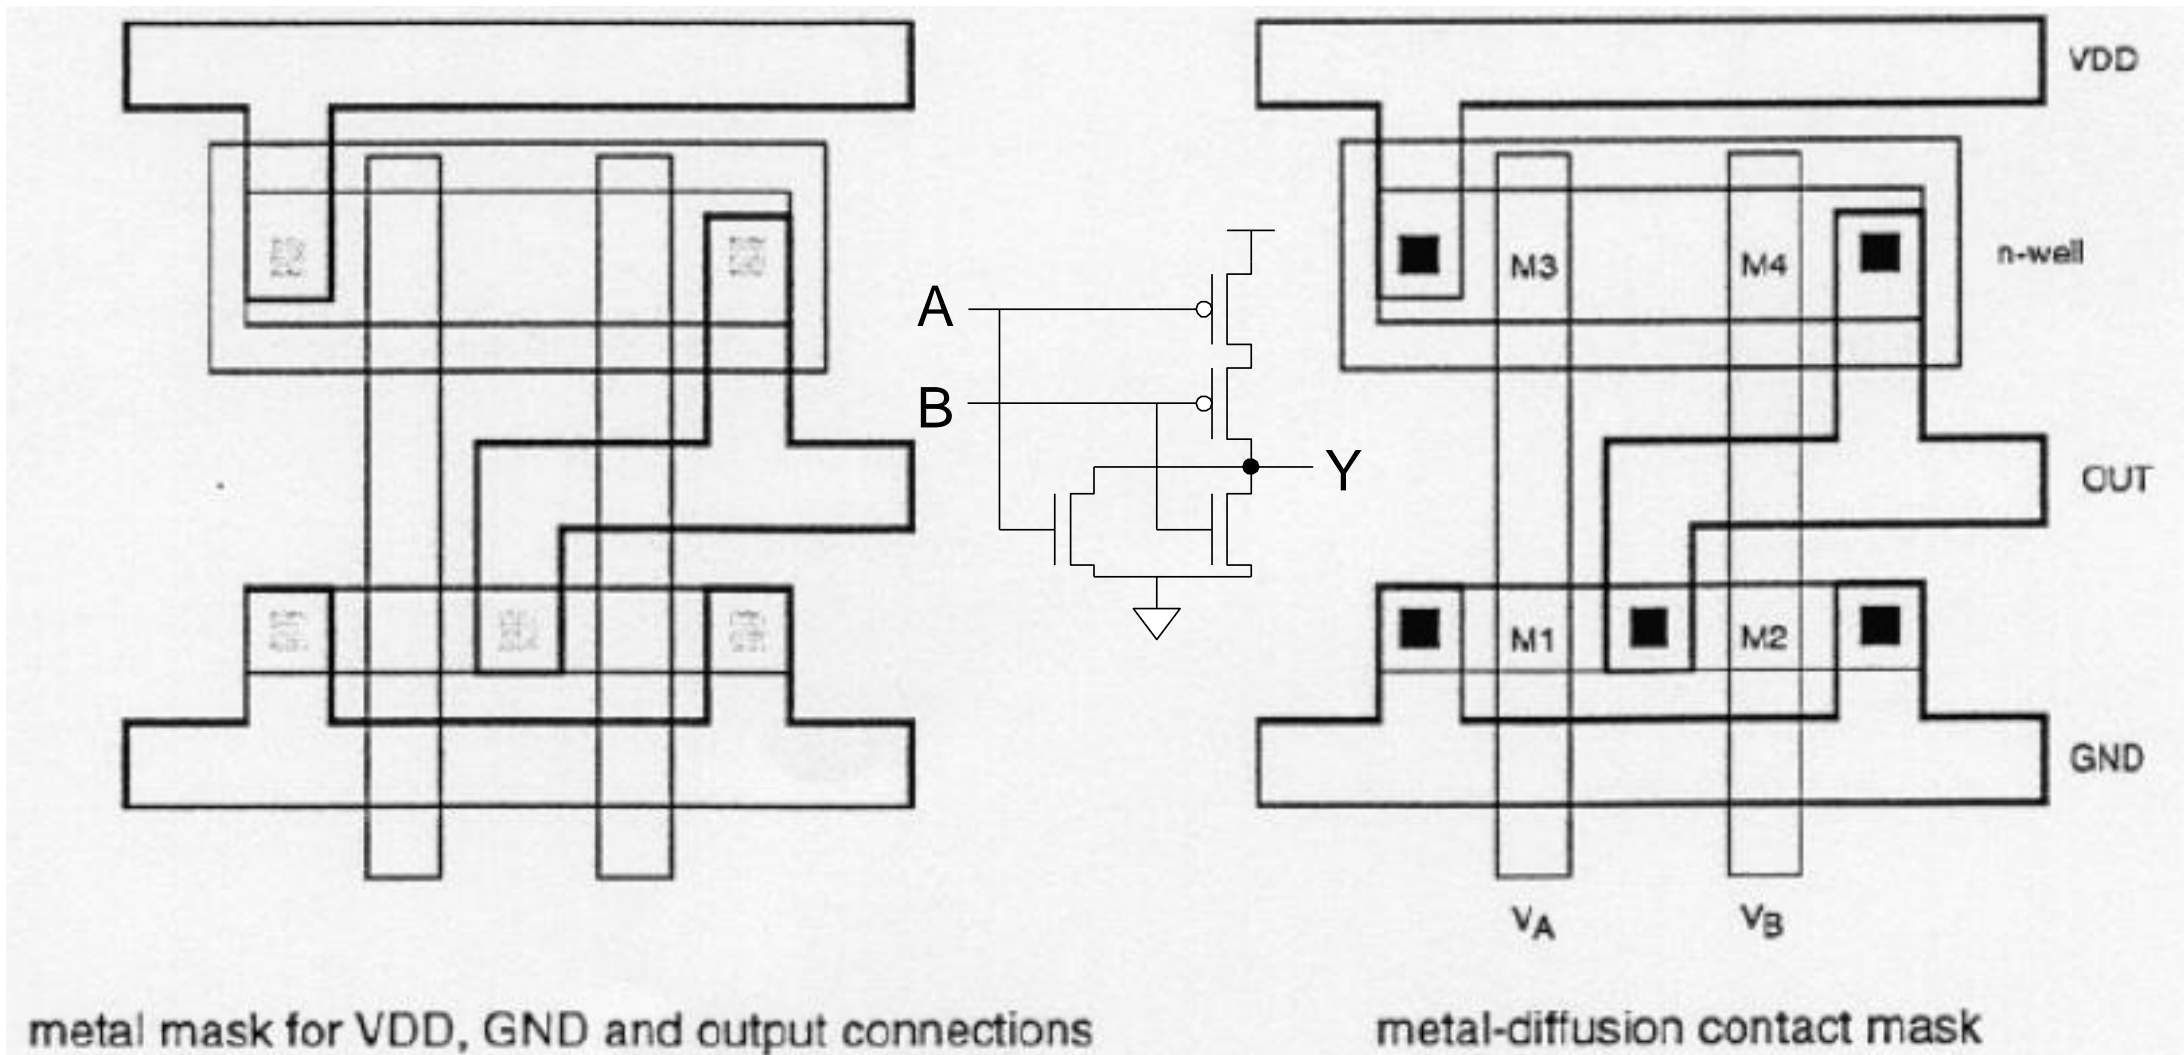 VDD
n-well
M3
M4
A
B
Y
OUT
M1
M2
GND
VA
VB
metal mask for VDD, GND and output connections
metal-diffusion contact mask